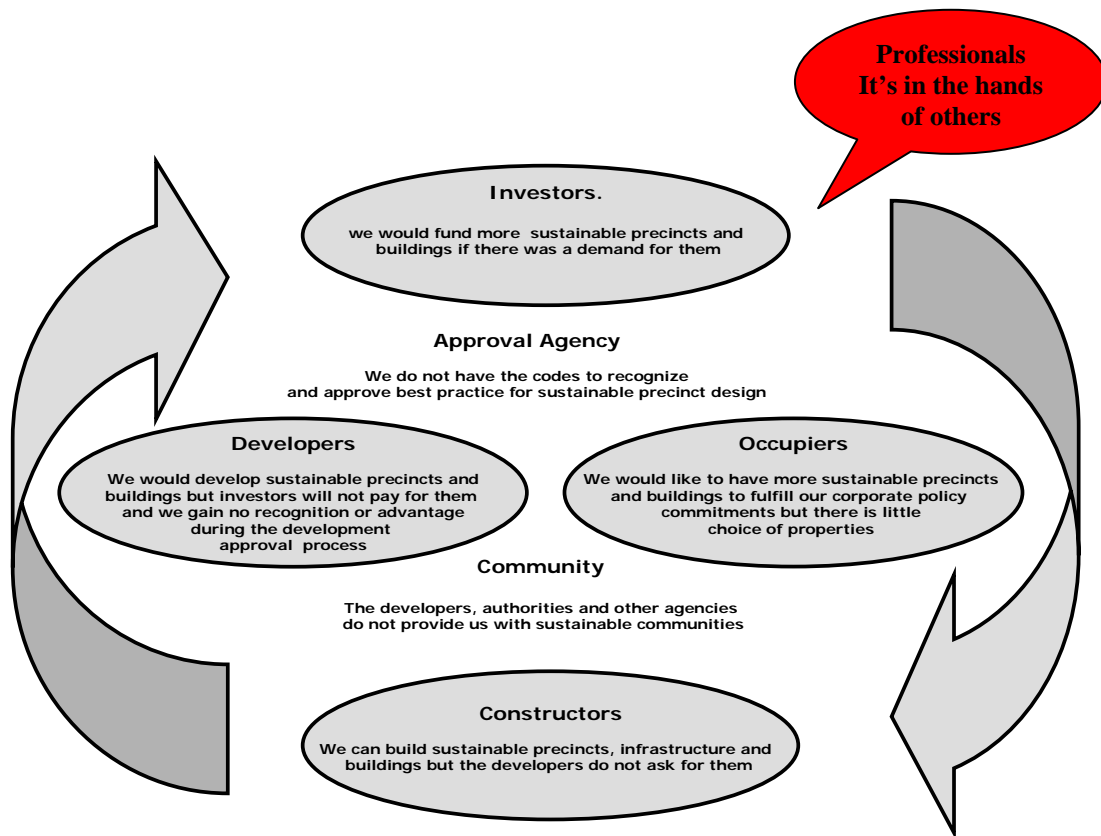 Professionals
It's in the hands
of others
Investors.
we would fund more sustainable precincts and
buildings if there was a demand for them
Approval Agency
We do not have the codes to recognize
and approve best practice for sustainable precinct design
Developers
We would develop sustainable precincts and
buildings but investors will not pay for them
and we gain no recognition or advantage
during the development
approval process
Occupiers
We would like to have more sustainable precincts
and buildings to fulfill our corporate policy
commitments but there is little
choice of properties
Community
The developers, authorities and other agencies
do not provide us with sustainable communities
Constructors
We can build sustainable precincts, infrastructure and
buildings but the developers do not ask for them